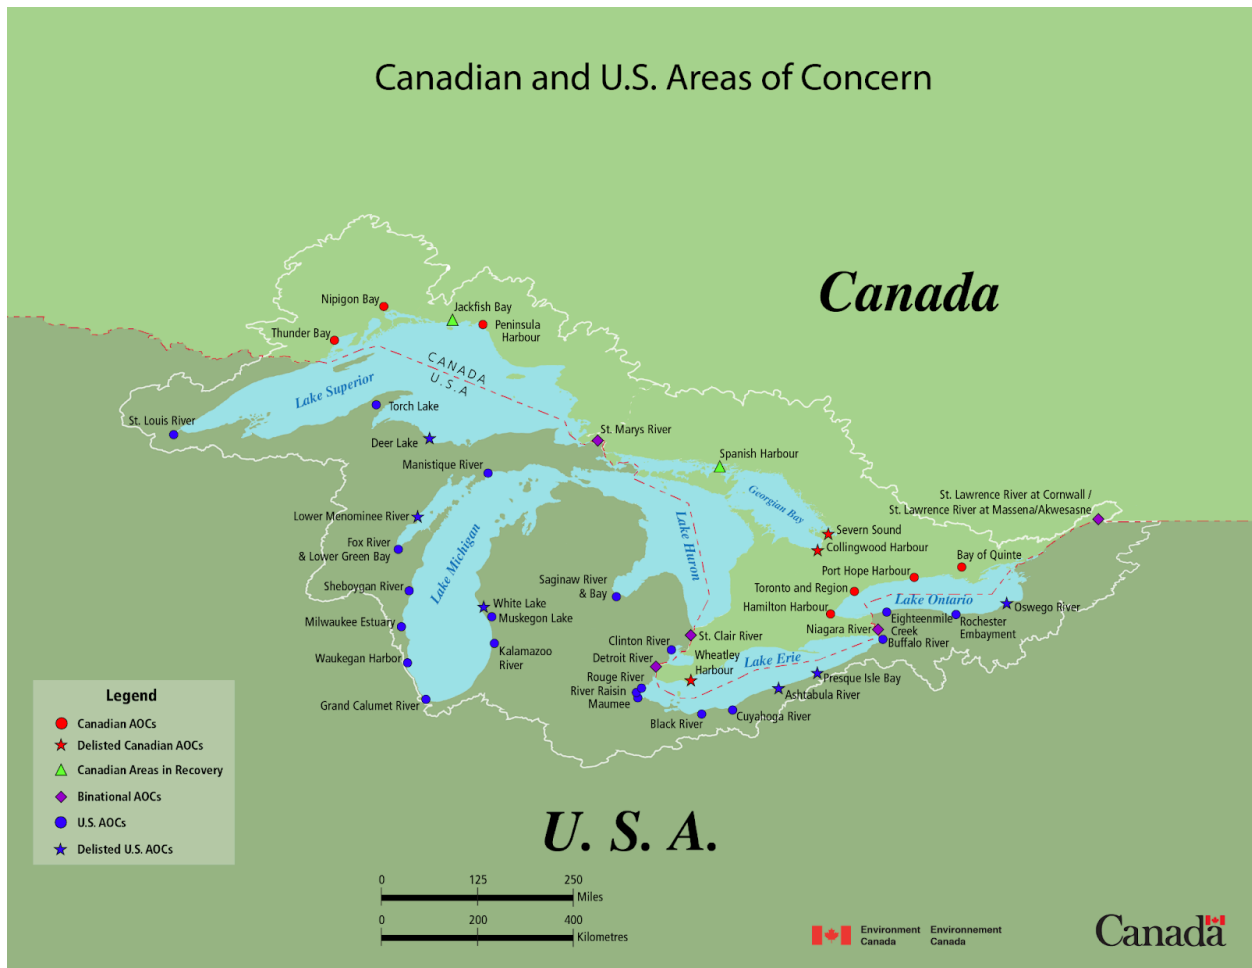 Canadian and U.S. Areas of Concern
Canada
Nipigon Bay
Jackfish Bay
Peninsula
Harbour
Thunder Bay
CANADA
U.S.A
Lake Superior
Torch Lake
St. Louis River
Deer Lake
St. Marys River
Manistique River
Spanish Harbour
Georgian Bay
St. Lawrence River at Cornwall /
St. Lawrence River at Massena/Akwesasne
Lower Menominee River
Severn Sound
Collingwood Harbour
Fox River
& Lower Green Bay
Lake Michigan
Lake Huron
Bay of Quinte
Port Hope Harbour
Saginaw River
& Bay
Sheboygan River
Toronto and Region
Lake Ontario
White Lake
Muskegon Lake
Hamilton Harbour
Oswego River
Milwaukee Estuary
Eighteenmile
Creek
Rochester
Embayment
Niagara River
Buffalo River
St. Clair River
Clinton River
Kalamazoo
River
Waukegan Harbor
Detroit River
Wheatley
Harbour
Lake Erie
Rouge River
River Raisin
Maumee
Presque Isle Bay
Ashtabula River
Grand Calumet River
Black River
Cuyahoga River
Legend
Canadian AOCs
Delisted Canadian AOCs
Canadian Areas in Recovery
Binational AOCs
U.S. AOCs
Delisted U.S. AOCs
U. S. A.
0 125 250
Miles
0 200 400
Kilometres
Environment Environnement
Canada Canada
Canada